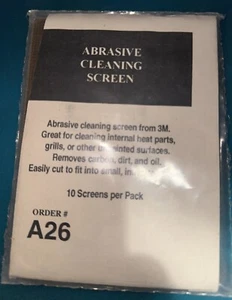 ABRASIVE
CLEANING
SCREEN
Abrasive cleaning screen from 3M.
Great for cleaning internal heat parts,
grills, or other unpainted surfaces.
Removes carbon, dirt, and oil.
Easily cut to fit into small,
10 Screens per Pack
ORDER #
A26